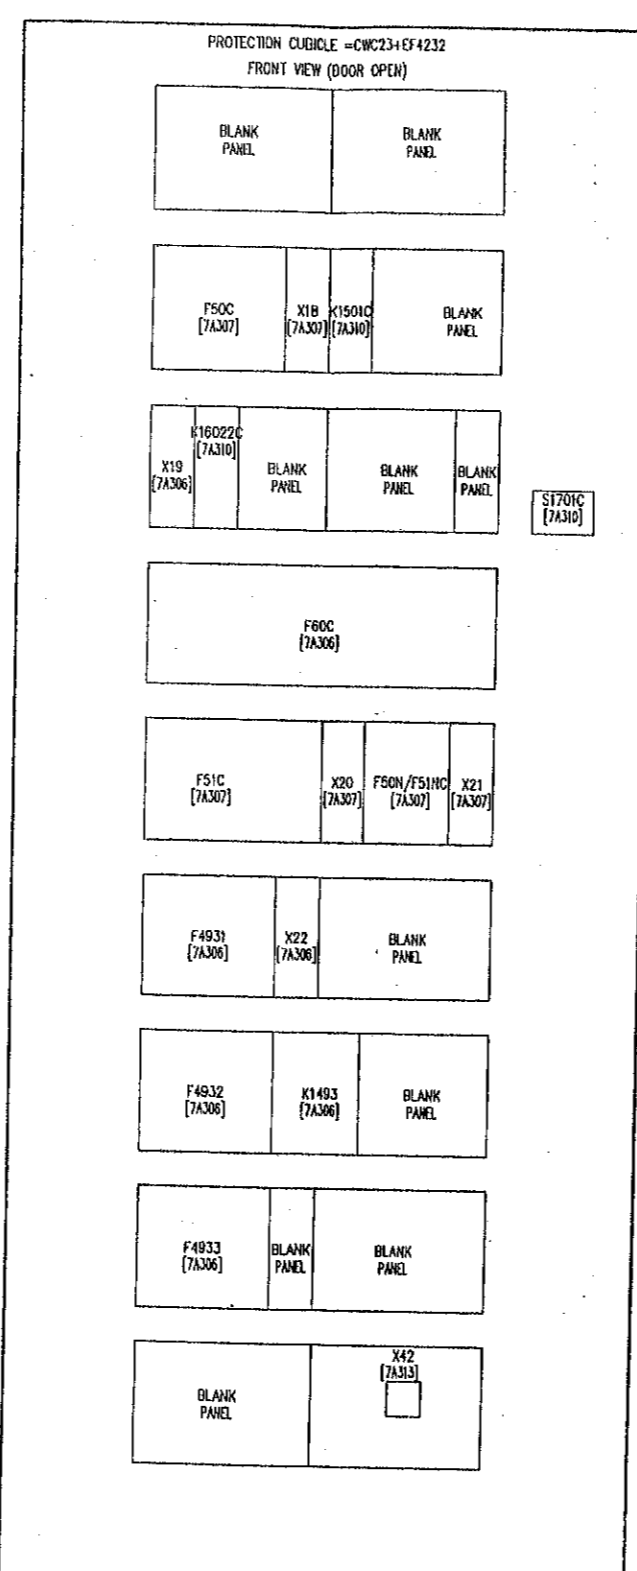 PROTECTION CUBICLE =CWC23+EF4232
FRONT VIEW (DOOR OPEN)
BLANK
PANEL
BLANK
PANEL
F50C
[7A307]
X18
[7A307]
K1501C
[7A310]
BLANK
PANEL
X19
[7A306]
K16022C
[7A310]
BLANK
PANEL
BLANK
PANEL
BLANK
PANEL
S1701C
[7A310]
F60C
[7A306]
F51C
[7A307]
X20
[7A307]
F50N/F51NC
[7A307]
X21
[7A307]
F4931
[7A306]
X22
[7A306]
BLANK
PANEL
F4932
[7A306]
K1493
[7A306]
BLANK
PANEL
F4933
[7A306]
BLANK
PANEL
BLANK
PANEL
BLANK
PANEL
X42
[7A313]